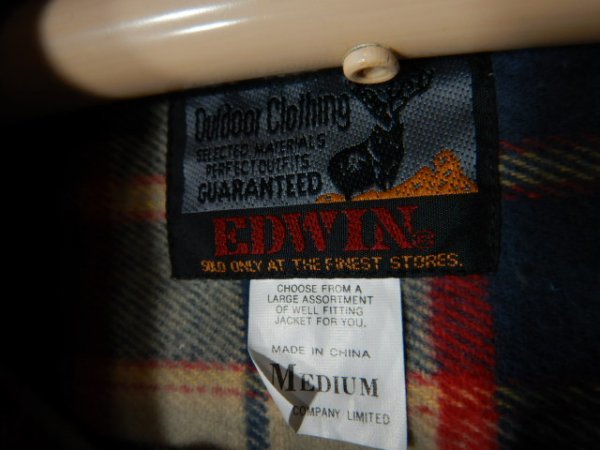 Outdoor Clothing
SELECTED MATERIALS
PERFECT OUTFITS
GUARANTEED
EDWIN®
SOLD ONLY AT THE FINEST STORES.
CHOOSE FROM A
LARGE ASSORTMENT
OF WELL FITTING
JACKET FOR YOU.
MADE IN CHINA
MEDIUM
COMPANY LIMITED